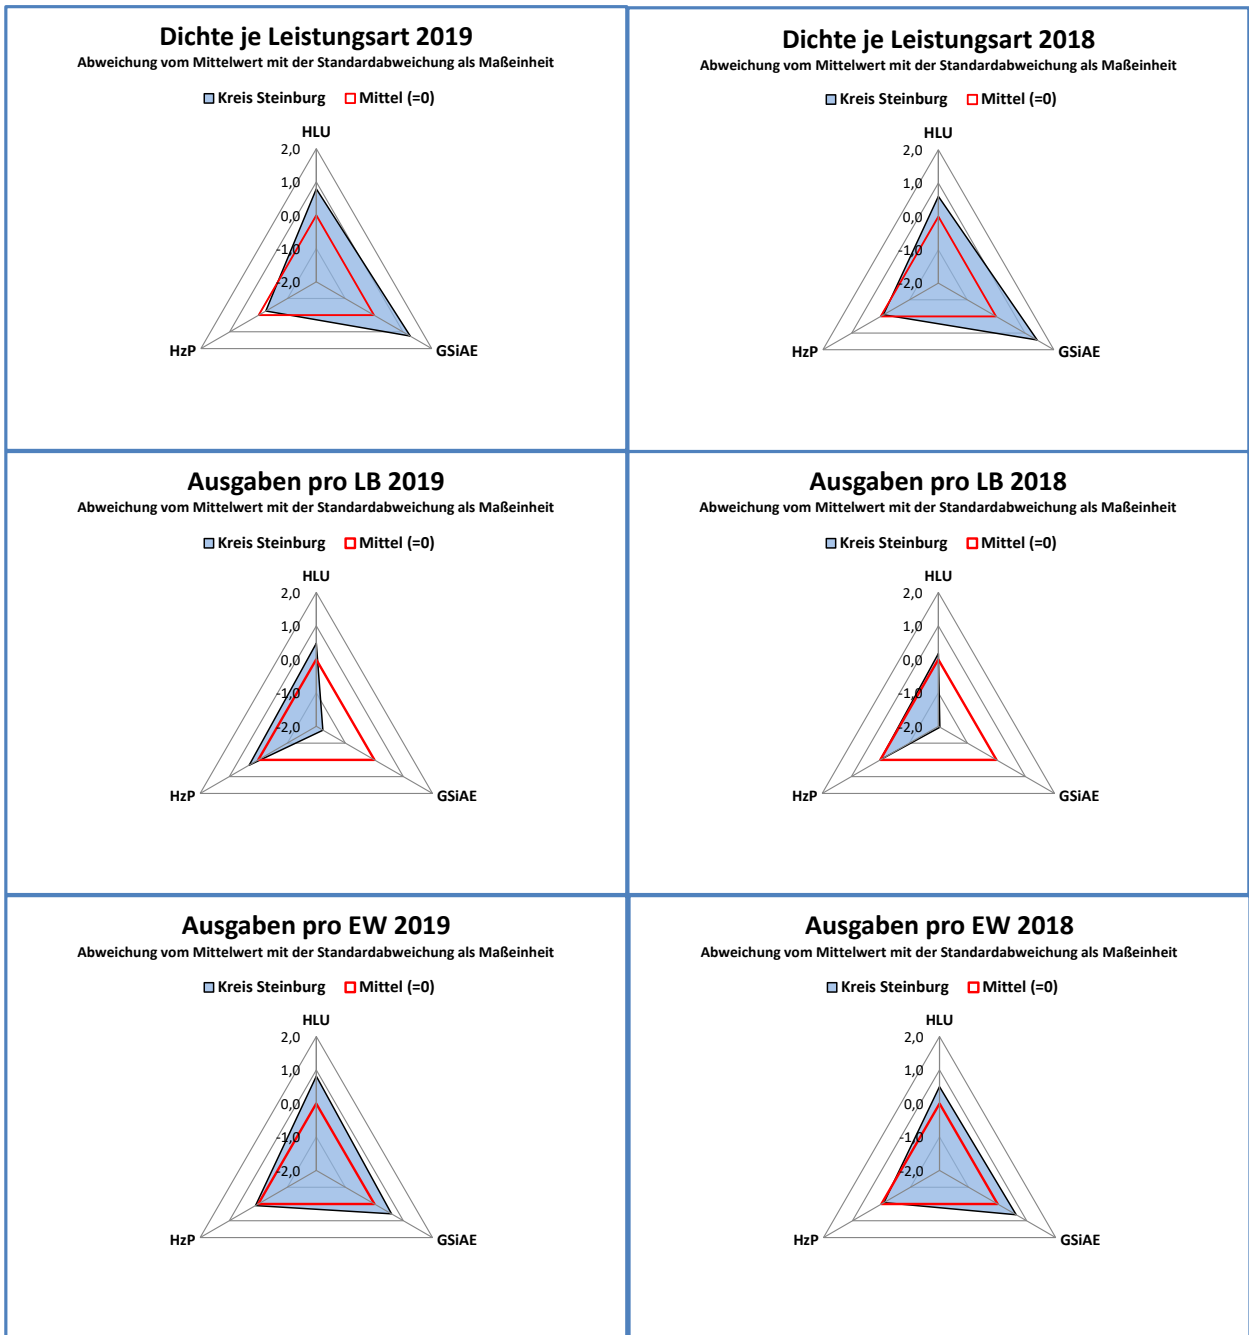 Dichte je Leistungsart 2019
Abweichung vom Mittelwert mit der Standardabweichung als Maßeinheit
Kreis Steinburg Mittel (=0)
HLU
2,0
1,0
0,0
-1,0
-2,0
HzP
GSiAE
Dichte je Leistungsart 2018
Abweichung vom Mittelwert mit der Standardabweichung als Maßeinheit
Kreis Steinburg Mittel (=0)
HLU
2,0
1,0
0,0
-1,0
-2,0
HzP
GSiAE
Ausgaben pro LB 2019
Abweichung vom Mittelwert mit der Standardabweichung als Maßeinheit
Kreis Steinburg Mittel (=0)
HLU
2,0
1,0
0,0
-1,0
-2,0
HzP
GSiAE
Ausgaben pro LB 2018
Abweichung vom Mittelwert mit der Standardabweichung als Maßeinheit
Kreis Steinburg Mittel (=0)
HLU
2,0
1,0
0,0
-1,0
-2,0
HzP
GSiAE
Ausgaben pro EW 2019
Abweichung vom Mittelwert mit der Standardabweichung als Maßeinheit
Kreis Steinburg Mittel (=0)
HLU
2,0
1,0
0,0
-1,0
-2,0
HzP
GSiAE
Ausgaben pro EW 2018
Abweichung vom Mittelwert mit der Standardabweichung als Maßeinheit
Kreis Steinburg Mittel (=0)
HLU
2,0
1,0
0,0
-1,0
-2,0
HzP
GSiAE